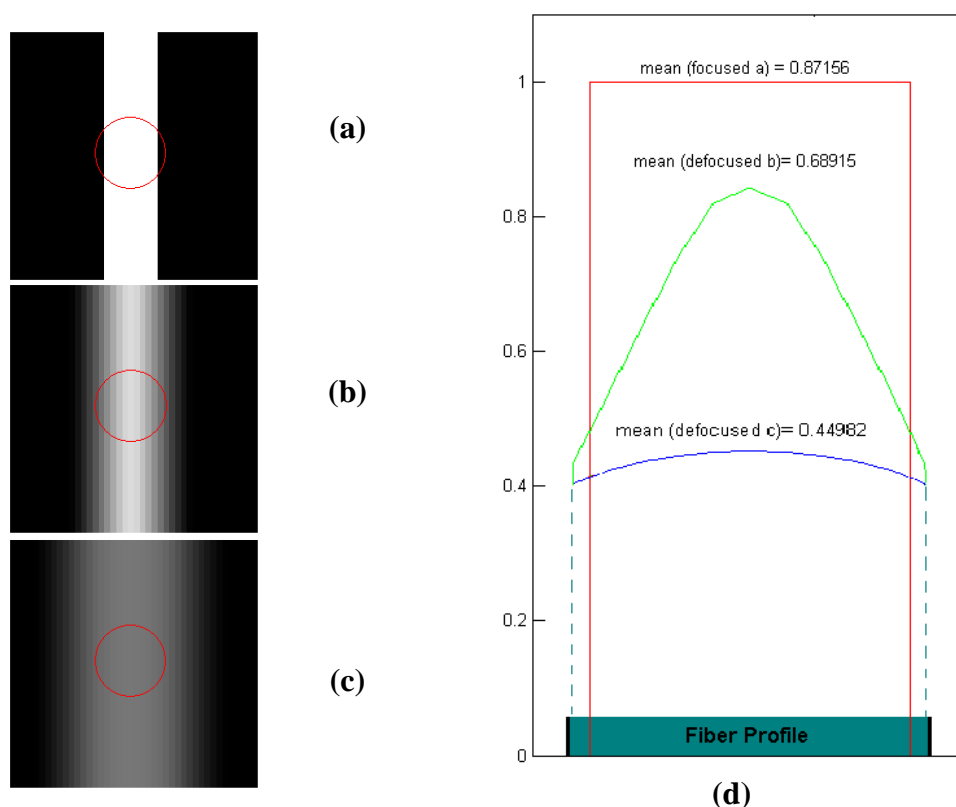 (a)
(b)
(c)
1
0.8
0.6
0.4
0.2
0
mean (focused a) = 0.87156
mean (defocused b)= 0.68915
mean (defocused c)= 0.44982
Fiber Profile
(d)